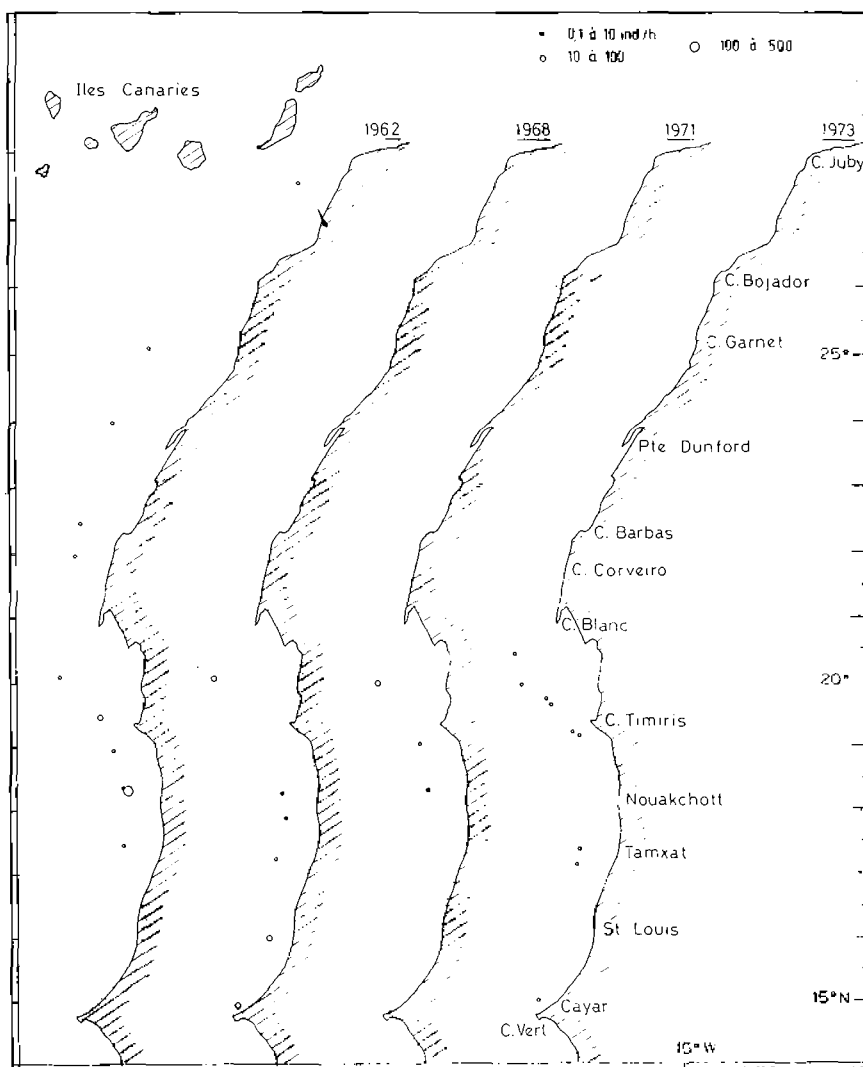 0,1 à 10 ind/h
10 à 100
100 à 500
Iles Canaries
1962
1968
1971
1973
C. Juby
C. Bojador
C. Garnet
25°
Pte Dunford
C. Barbas
C. Corveiro
C. Blanc
20°
C. Timiris
Nouakchott
Tamxat
St Louis
15° N
Cayar
C. Vert
15° W